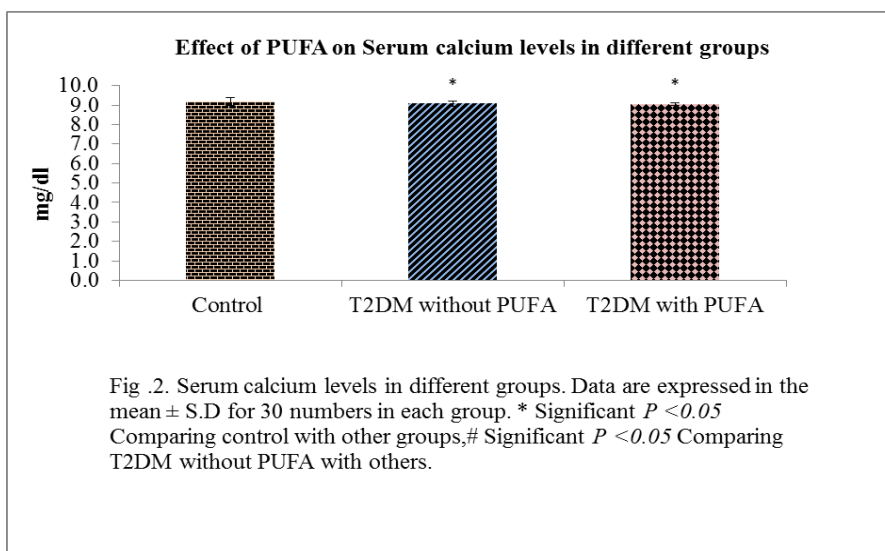 Effect of PUFA on Serum calcium levels in different groups
* *
10.0
9.0
8.0
7.0
6.0
5.0
4.0
3.0
2.0
1.0
0.0
mg/dl
Control T2DM without PUFA T2DM with PUFA
Fig .2. Serum calcium levels in different groups. Data are expressed in the
mean ± S.D for 30 numbers in each group. * Significant P <0.05
Comparing control with other groups,# Significant P <0.05 Comparing
T2DM without PUFA with others.